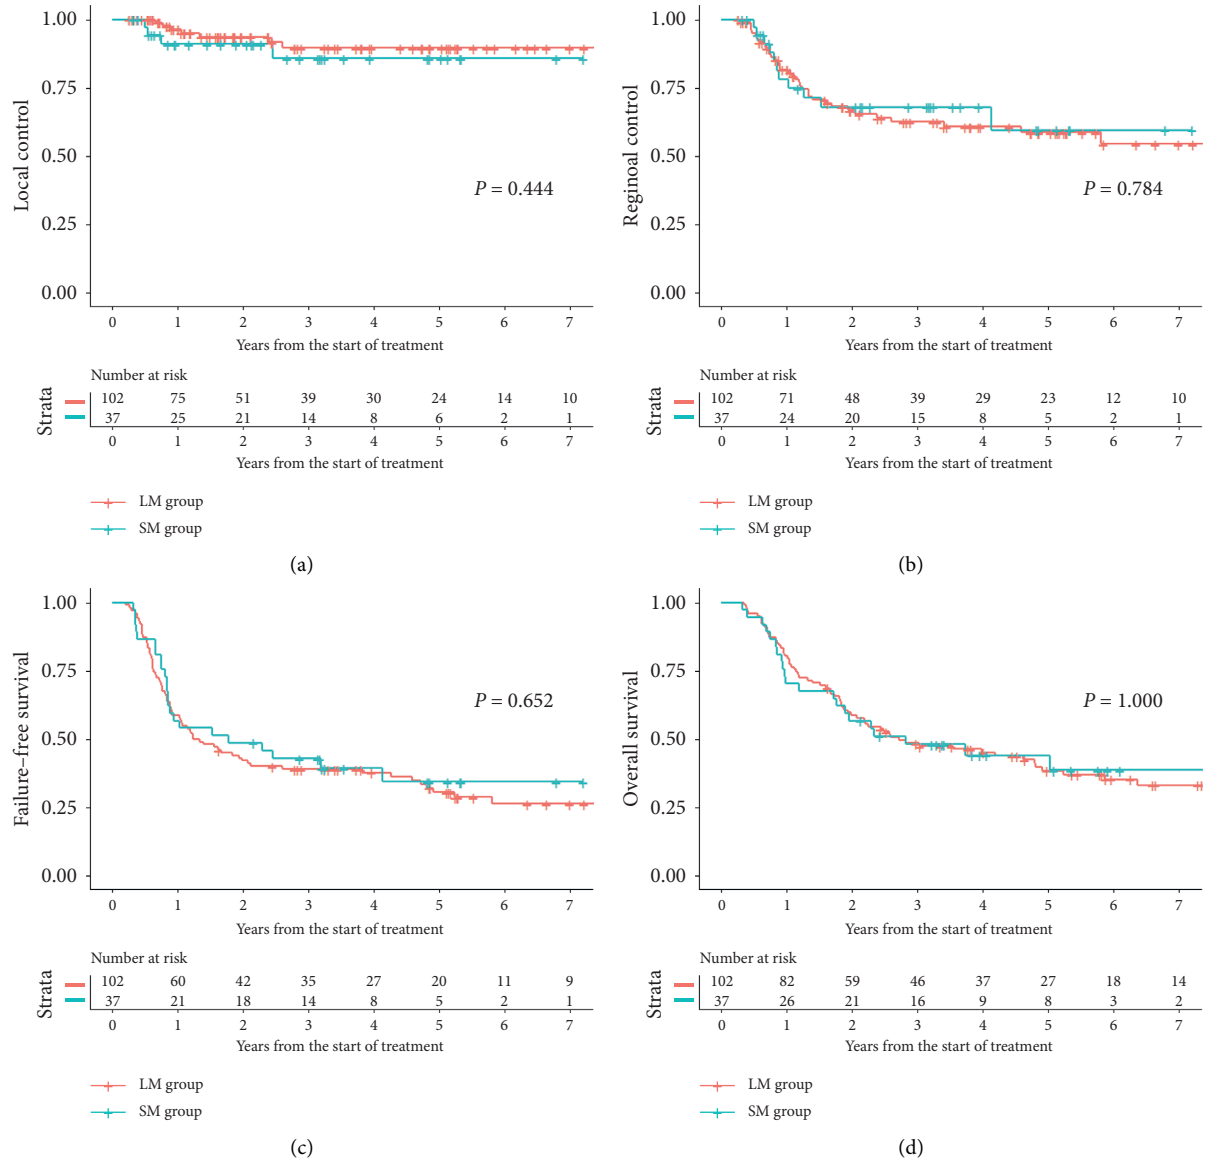 1.00
0.75
0.50
0.25
0.00
Local control
P = 0.444
0 1 2 3 4 5 6 7
Years from the start of treatment
Number at risk
Strata
102 75 51 39 30 24 14 10
37 25 21 14 8 6 2 1
0 1 2 3 4 5 6 7
Years from the start of treatment
LM group
SM group
(a)
1.00
0.75
0.50
0.25
0.00
Reginoal control
P = 0.784
0 1 2 3 4 5 6 7
Years from the start of treatment
Number at risk
Strata
102 71 48 39 29 23 12 10
37 24 20 15 8 5 2 1
0 1 2 3 4 5 6 7
Years from the start of treatment
LM group
SM group
(b)
1.00
0.75
0.50
0.25
0.00
Failure–free survival
P = 0.652
0 1 2 3 4 5 6 7
Years from the start of treatment
Number at risk
Strata
102 60 42 35 27 20 11 9
37 21 18 14 8 5 2 1
0 1 2 3 4 5 6 7
Years from the start of treatment
LM group
SM group
(c)
1.00
0.75
0.50
0.25
0.00
Overall survival
P = 1.000
0 1 2 3 4 5 6 7
Years from the start of treatment
Number at risk
Strata
102 82 59 46 37 27 18 14
37 26 21 16 9 8 3 2
0 1 2 3 4 5 6 7
Years from the start of treatment
LM group
SM group
(d)